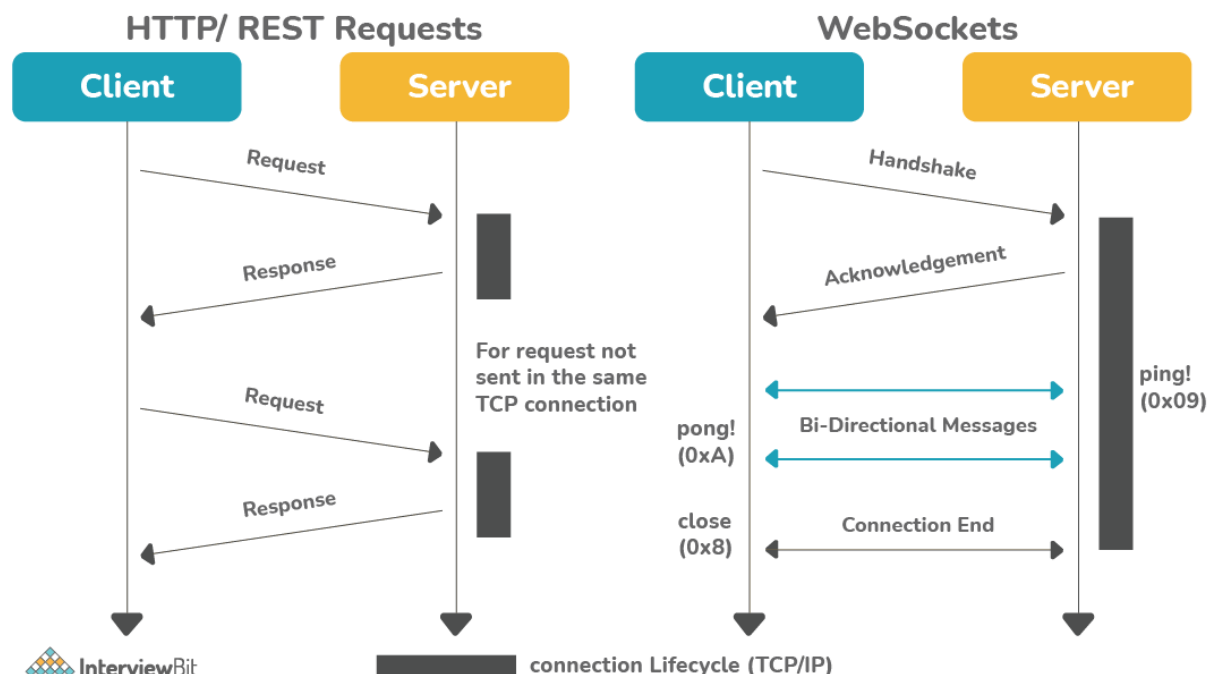 HTTP/ REST Requests
Client
Server
Request
Response
For request not
sent in the same
TCP connection
Request
Response
WebSockets
Client
Server
Handshake
Acknowledgement
ping!
(0x09)
Bi-Directional Messages
pong!
(0xA)
close
(0x8)
Connection End
InterviewBit
connection Lifecycle (TCP/IP)